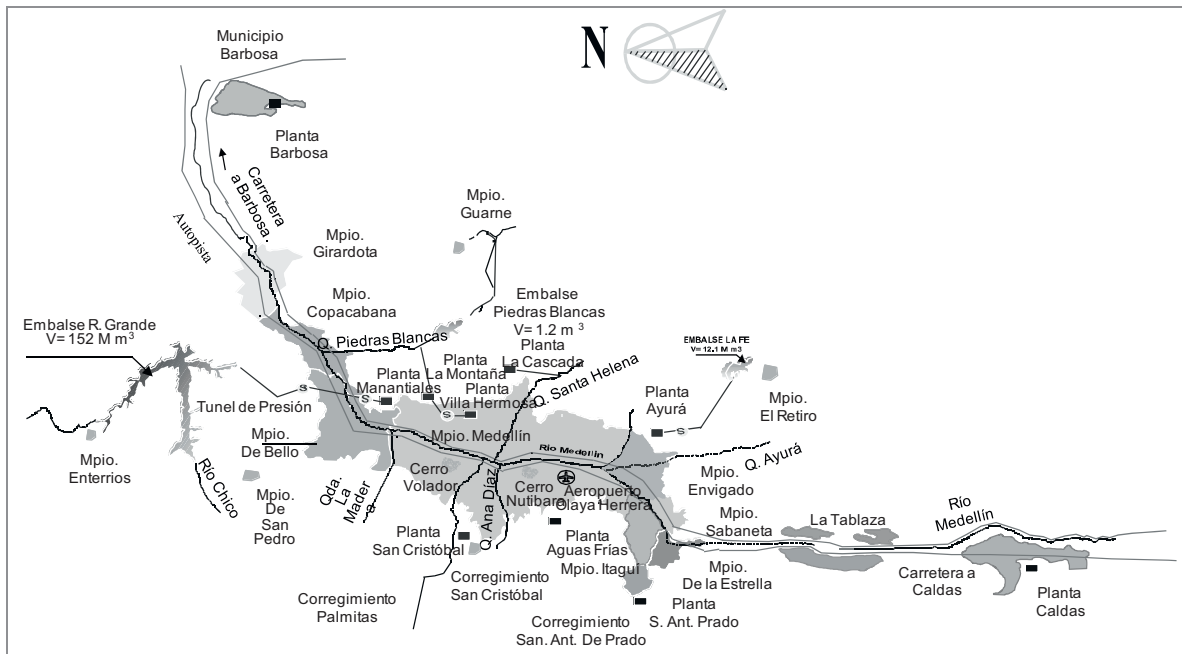 Municipio
Barbosa
N
Planta
Barbosa
Carretera
a Barbosa
Autopista
Mpio.
Guarne
Mpio.
Girardota
Mpio.
Copacabana
Embalse
Piedras Blancas
V= 1.2 m 3
Embalse R. Grande
V= 152 M m3
Q. Piedras Blancas
Planta
La Cascada
EMBALSE LA FE
V= 12.1 M m3
Planta
La Montaña
Planta
Manantiales
Planta
Villa Hermosa
Q. Santa Helena
Planta
Ayurá
Mpio.
El Retiro
S
S
S
S
Tunel de Presión
Mpio.
De Bello
Mpio. Medellín
Río Medellín
Q. Ayurá
Mpio.
Enterrios
Río Chico
Mpio.
De
San
Pedro
Qda.
La
Mader
a
Cerro
Volador
Q. Ana Díaz
Cerro
Nutibara
Aeropuerto
Olaya Herrera
Mpio.
Envigado
Mpio.
Sabaneta
La Tablaza
Río
Medellín
Planta
San Cristóbal
Planta
Aguas Frías
Mpio. Itaguí
Mpio.
De la Estrella
Carretera a
Caldas
Planta
Caldas
Corregimiento
San Cristóbal
Corregimiento
Palmitas
Planta
S. Ant. Prado
Corregimiento
San. Ant. De Prado